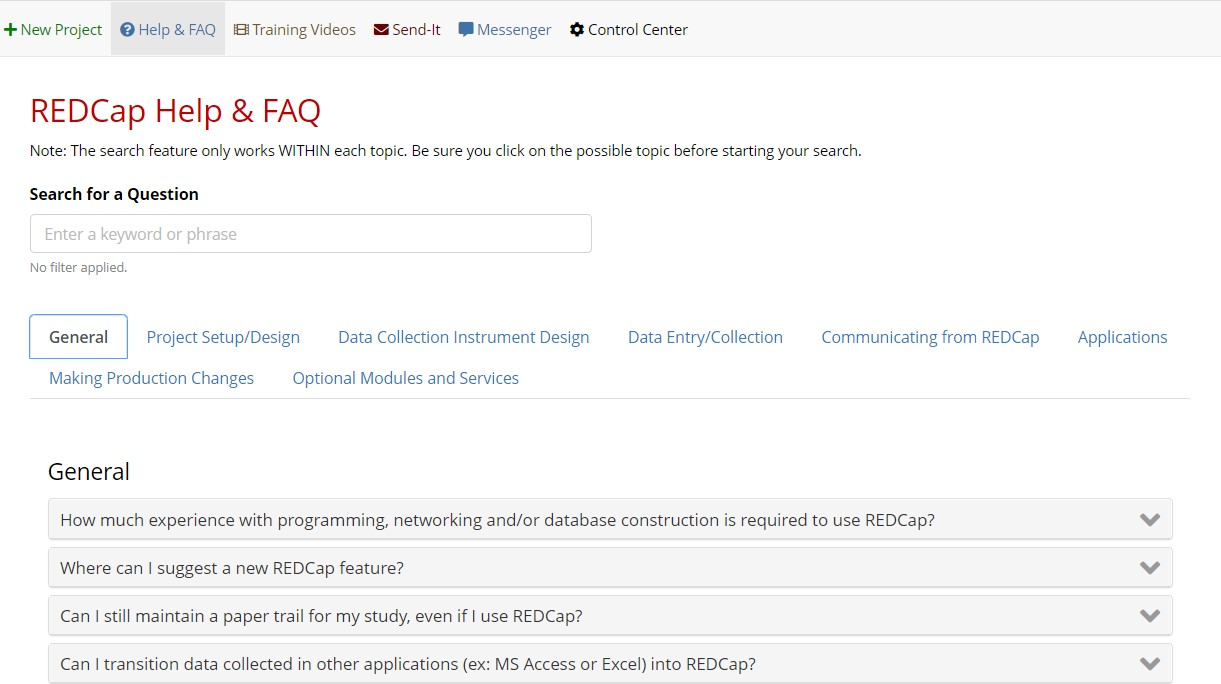 New Project Help & FAQ Training Videos Send-It Messenger Control Center
REDCap Help & FAQ
Note: The search feature only works WITHIN each topic. Be sure you click on the possible topic before starting your search.
Search for a Question
Enter a keyword or phrase
No filter applied.
General Project Setup/Design Data Collection Instrument Design Data Entry/Collection Communicating from REDCap Applications
Making Production Changes Optional Modules and Services
General
How much experience with programming, networking and/or database construction is required to use REDCap?
Where can I suggest a new REDCap feature?
Can I still maintain a paper trail for my study, even if I use REDCap?
Can I transition data collected in other applications (ex: MS Access or Excel) into REDCap?